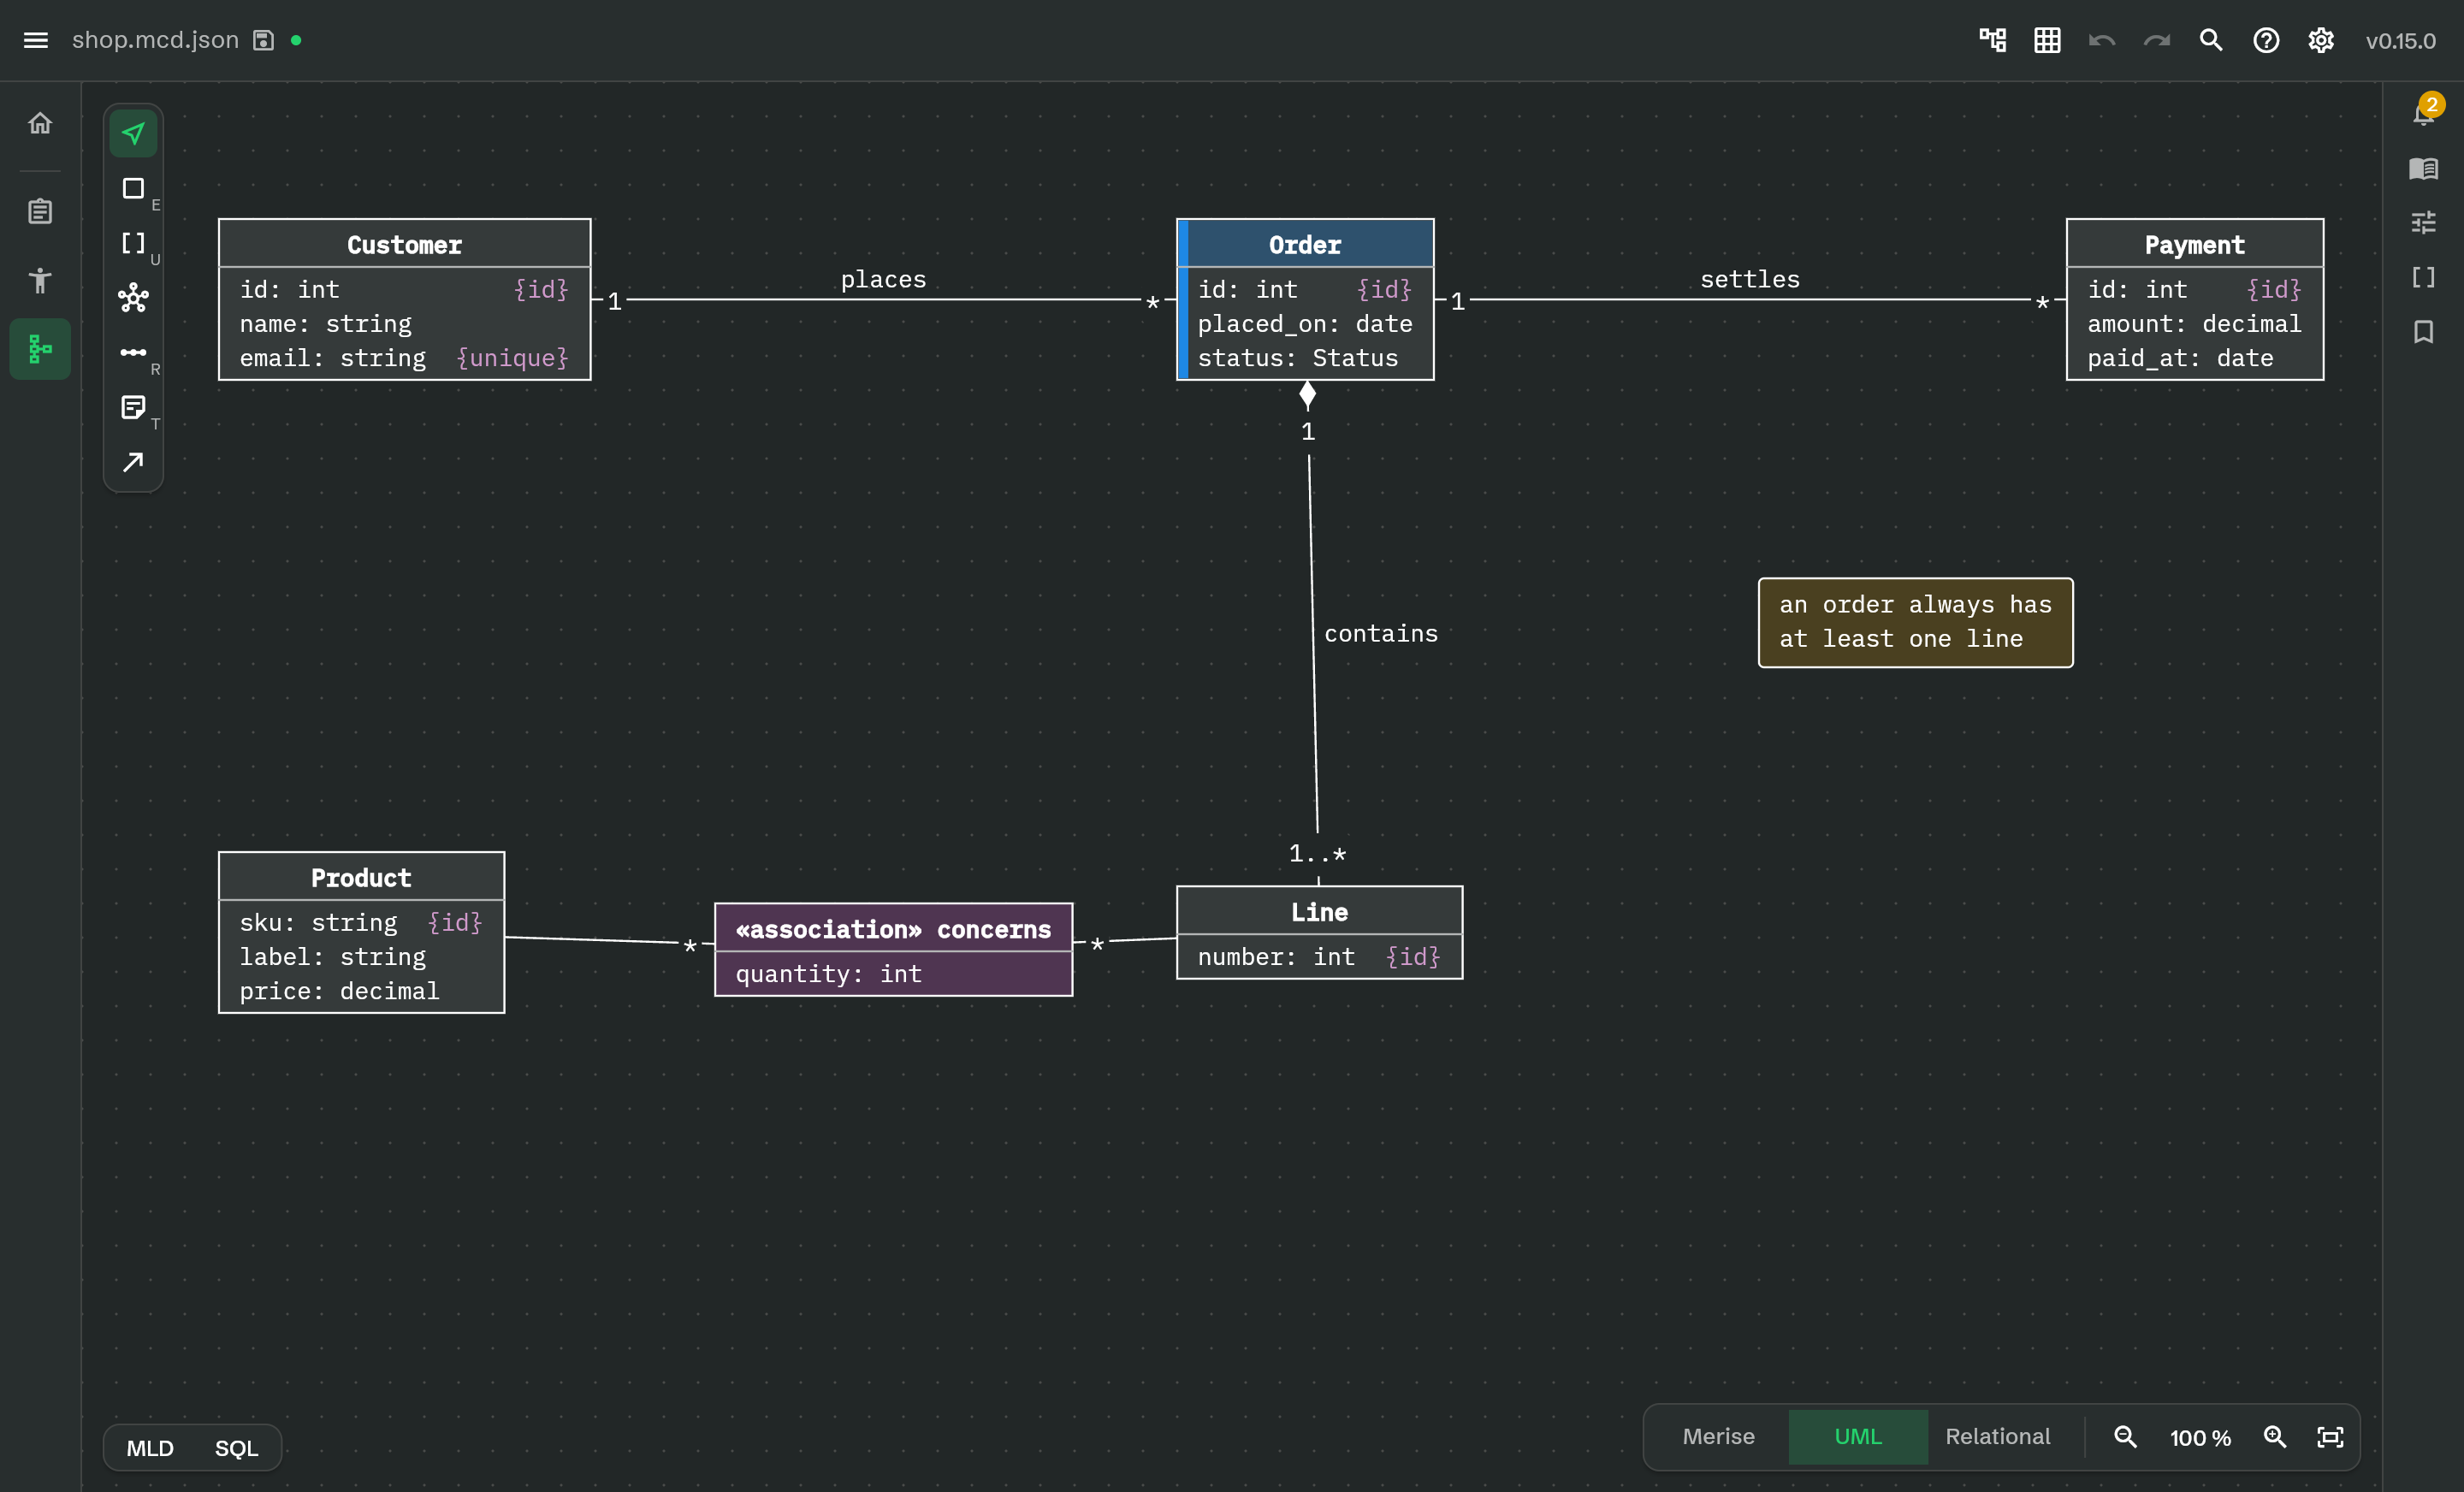 shop.mcd.json
v0.15.0
2
E
U
R
T
Customer
id: int {id}
name: string
email: string {unique}
1 places *
Order
id: int {id}
placed_on: date
status: Status
1 settles *
Payment
id: int {id}
amount: decimal
paid_at: date
1
contains
1..*
an order always has
at least one line
Product
sku: string {id}
label: string
price: decimal
*
«association» concerns
quantity: int
*
Line
number: int {id}
MLD SQL
Merise UML Relational 100 %